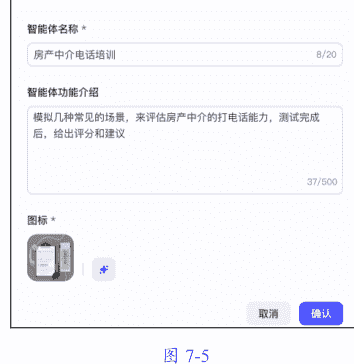 智能体名称 *
房产中介电话培训 8/20
智能体功能介绍
模拟几种常见的场景，来评估房产中介的打电话能力，测试完成
后，给出评分和建议
37/500
图标 *
取消 确认
图 7-5